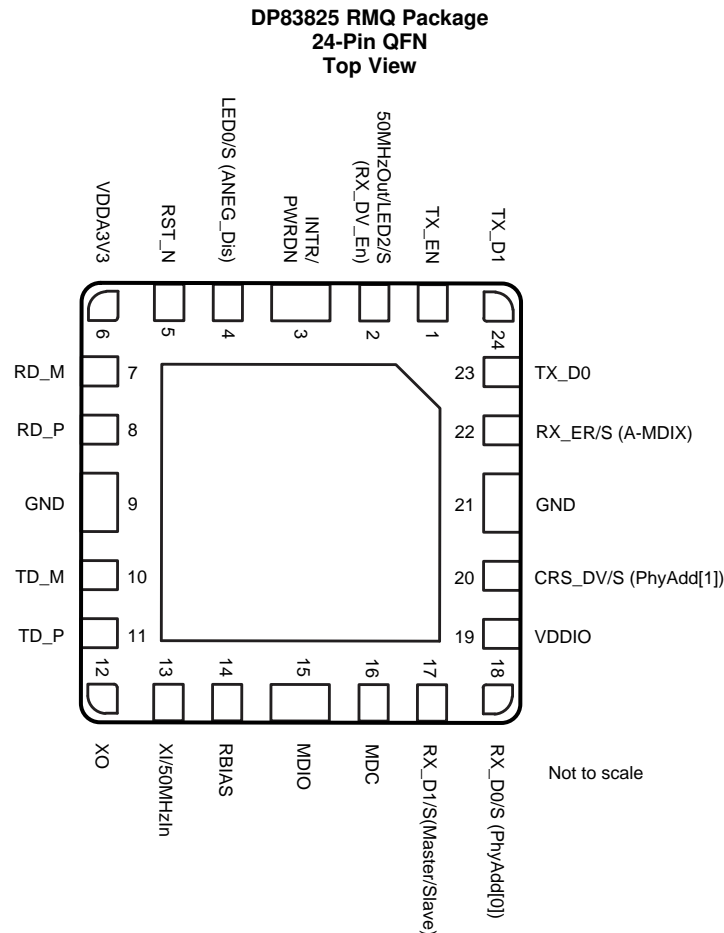 DP83825 RMQ Package
24-Pin QFN
Top View
VDDA3V3
RST_N
LED0/S (ANEG_Dis)
INTR/
PWRDN
50MHzOut/LED2/S
(RX_DV_En)
TX_EN
TX_D1
6
5
4
3
2
1
24
RD_M 7
RD_P 8
GND 9
TD_M 10
TD_P 11
23 TX_D0
22 RX_ER/S (A-MDIX)
21 GND
20 CRS_DV/S (PhyAdd[1])
19 VDDIO
12
13
14
15
16
17
18
XO
XI/50MHzIn
RBIAS
MDIO
MDC
RX_D1/S(Master/Slave)
RX_D0/S (PhyAdd[0])
Not to scale